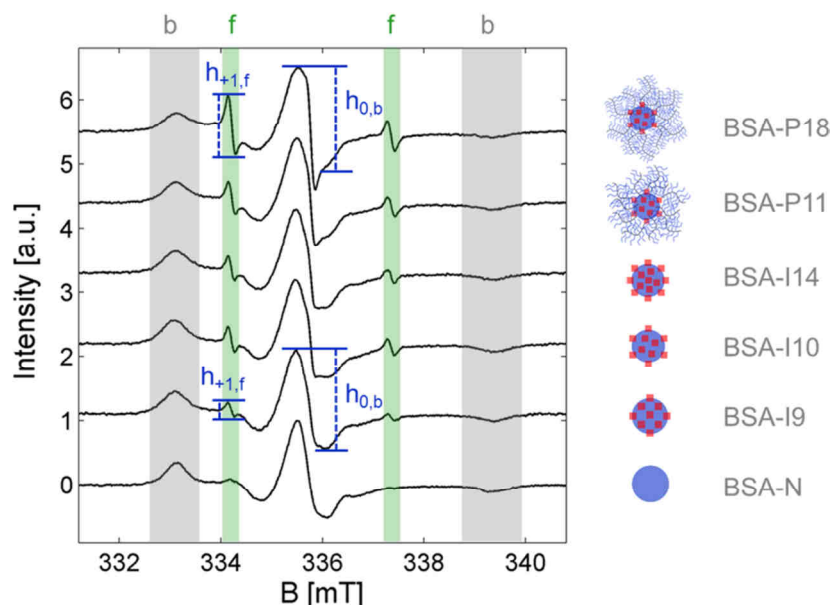 b f f b
h+1,f
h0,b
h+1,f
h0,b
6
5
4
3
2
1
0
Intensity [a.u.]
332 334 336 338 340
B [mT]
BSA-P18
BSA-P11
BSA-I14
BSA-I10
BSA-I9
BSA-N